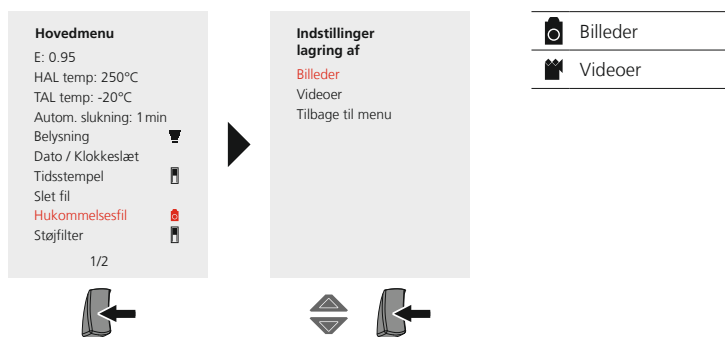 Hovedmenu
E: 0.95
HAL temp: 250°C
TAL temp: -20°C
Autom. slukning: 1 min
Belysning
Dato / Klokkeslæt
Tidsstempel
Slet fil
Hukommelsesfil
Støjfilter
1/2
Indstillinger
lagring af
Billeder
Videoer
Tilbage til menu
Billeder
Videoer